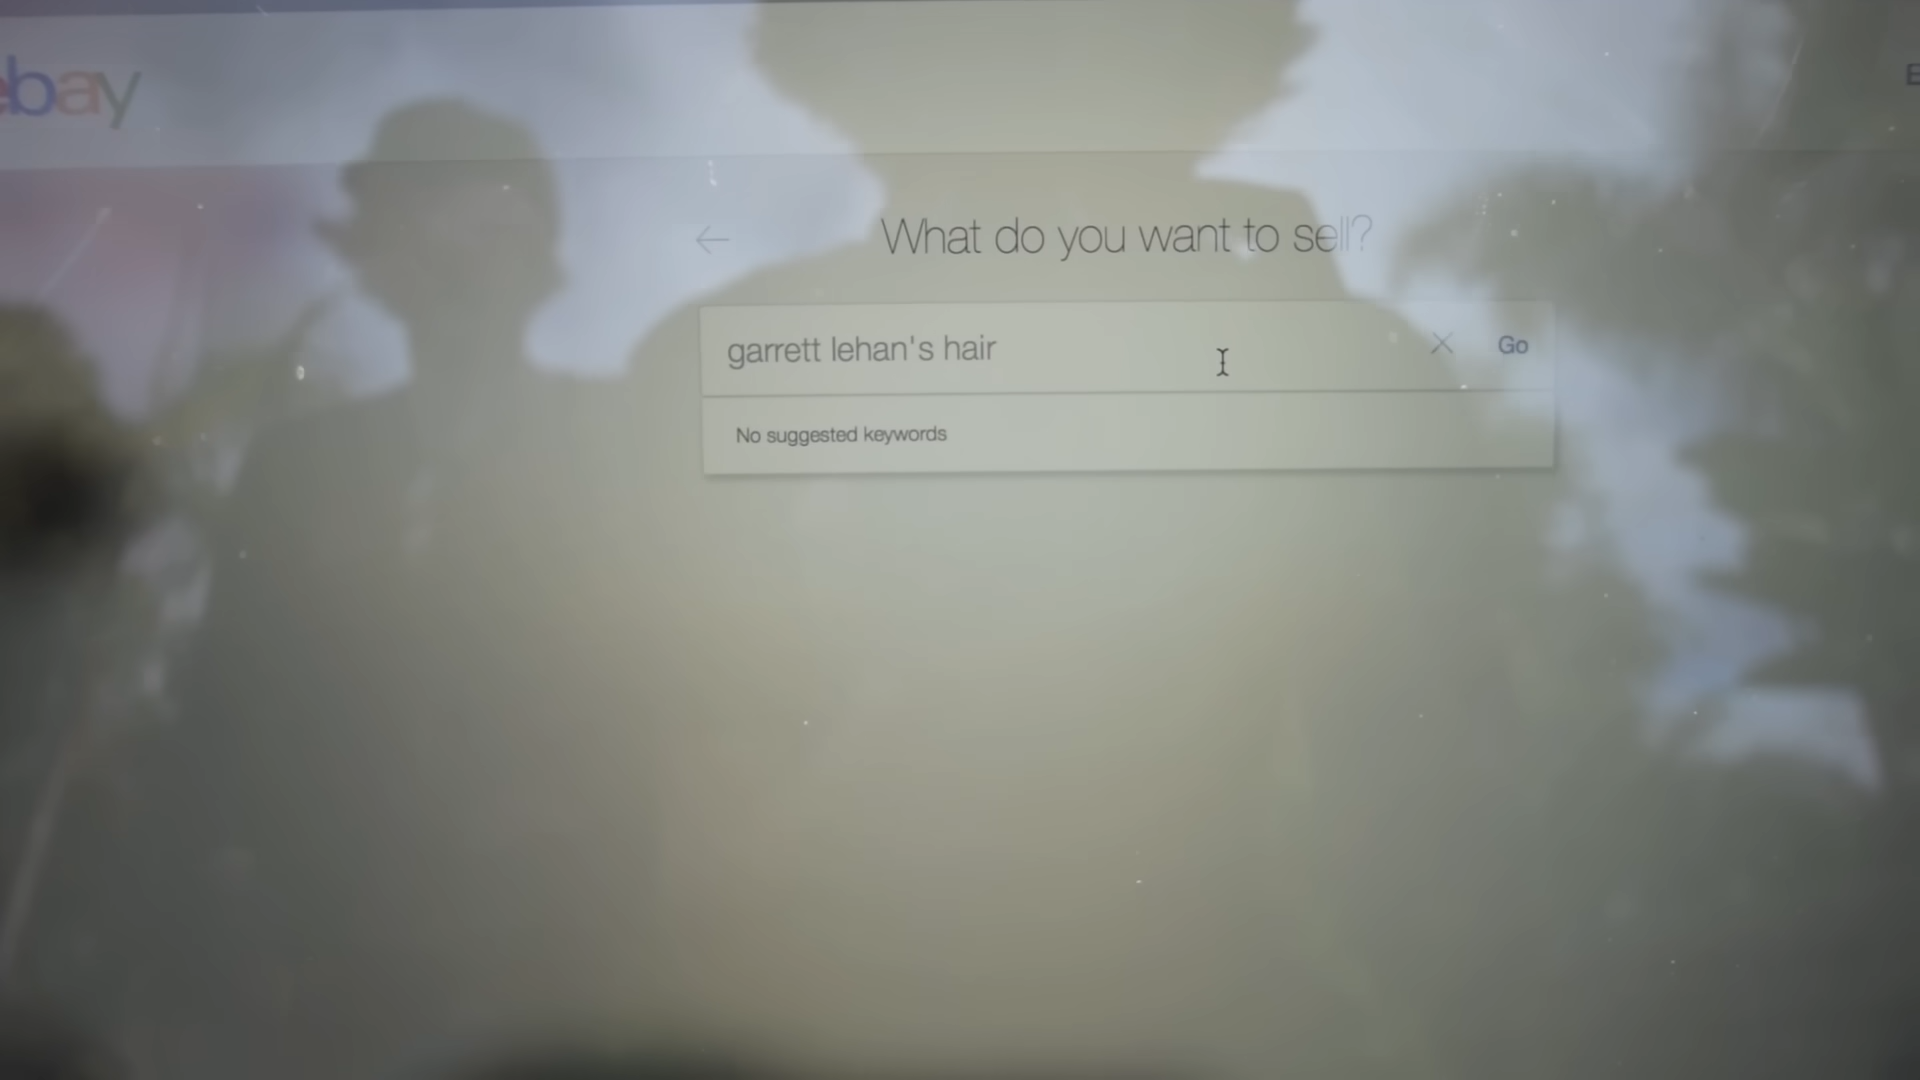 ebay
E
What do you want to sell?
garrett lehan's hair
Go
No suggested keywords